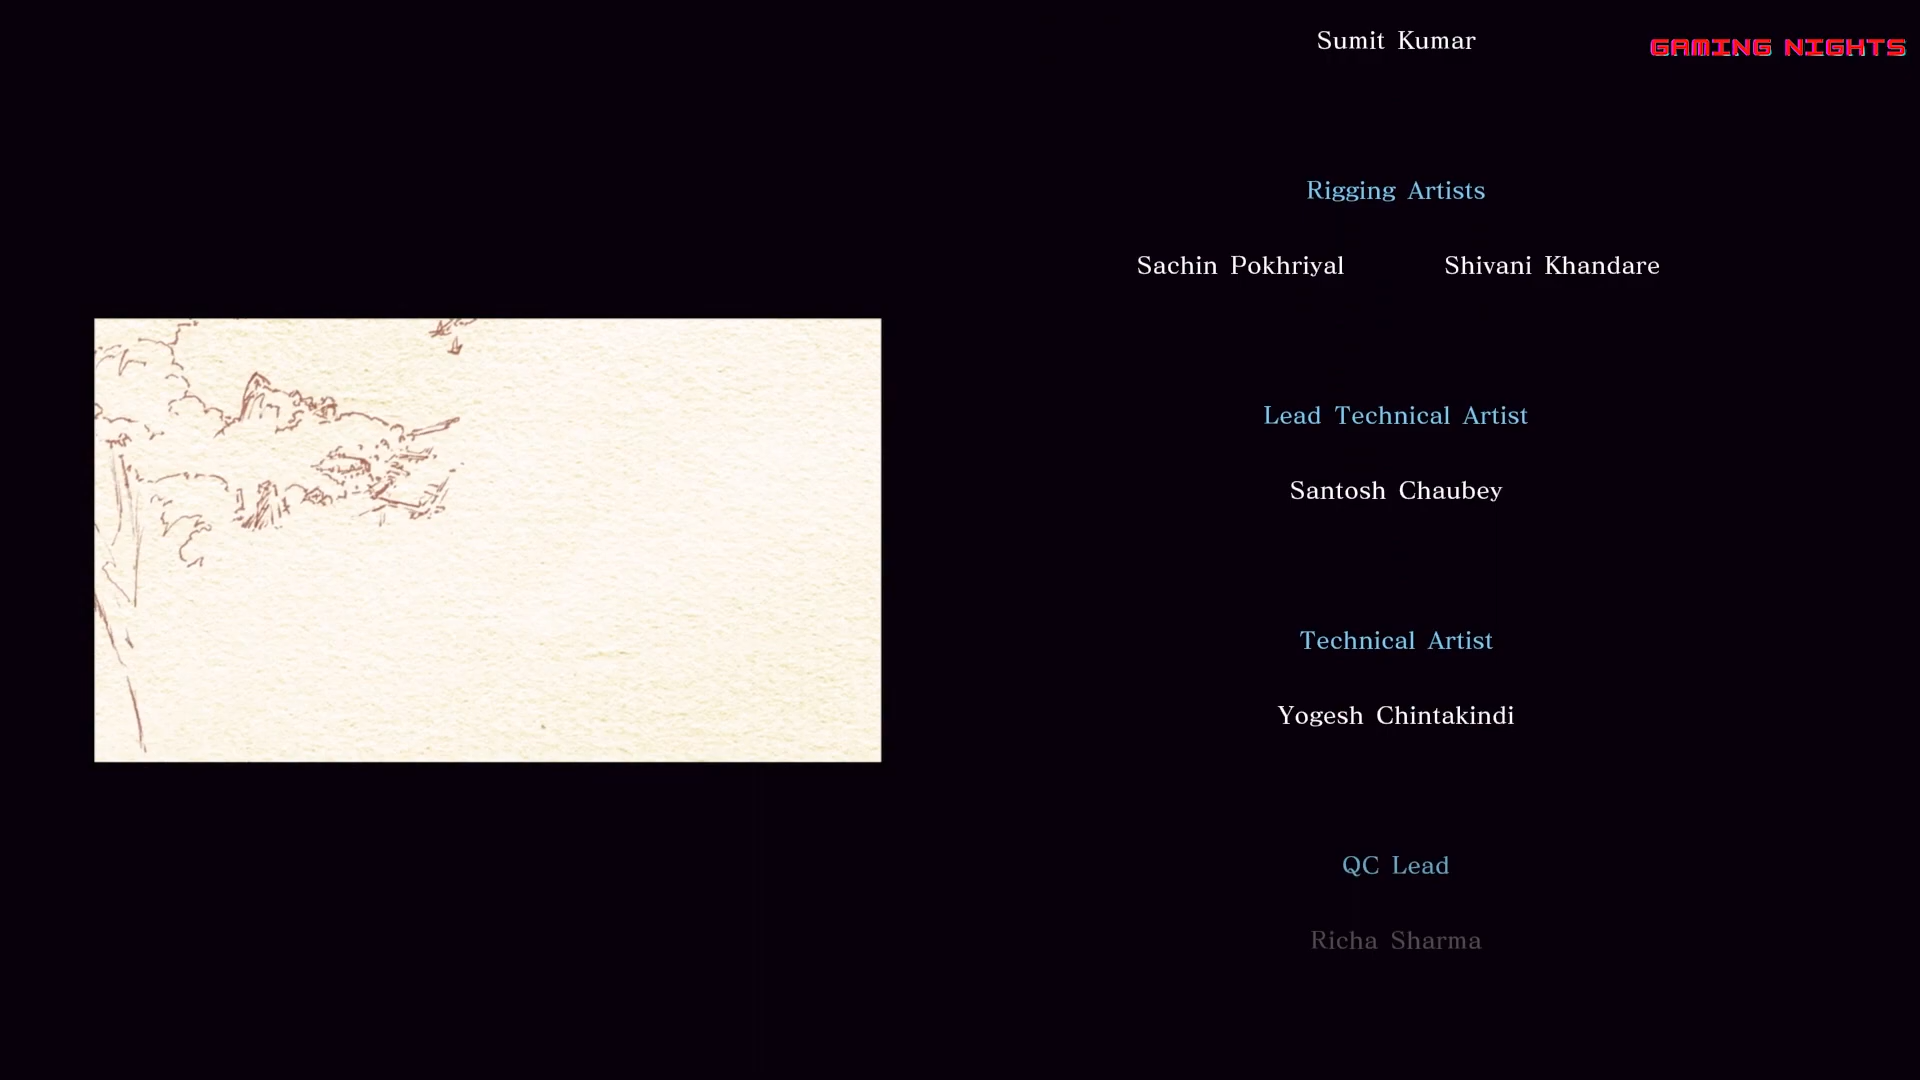 Sumit Kumar
GAMING NIGHTS
Rigging Artists
Sachin Pokhriyal Shivani Khandare
Lead Technical Artist
Santosh Chaubey
Technical Artist
Yogesh Chintakindi
QC Lead
Richa Sharma